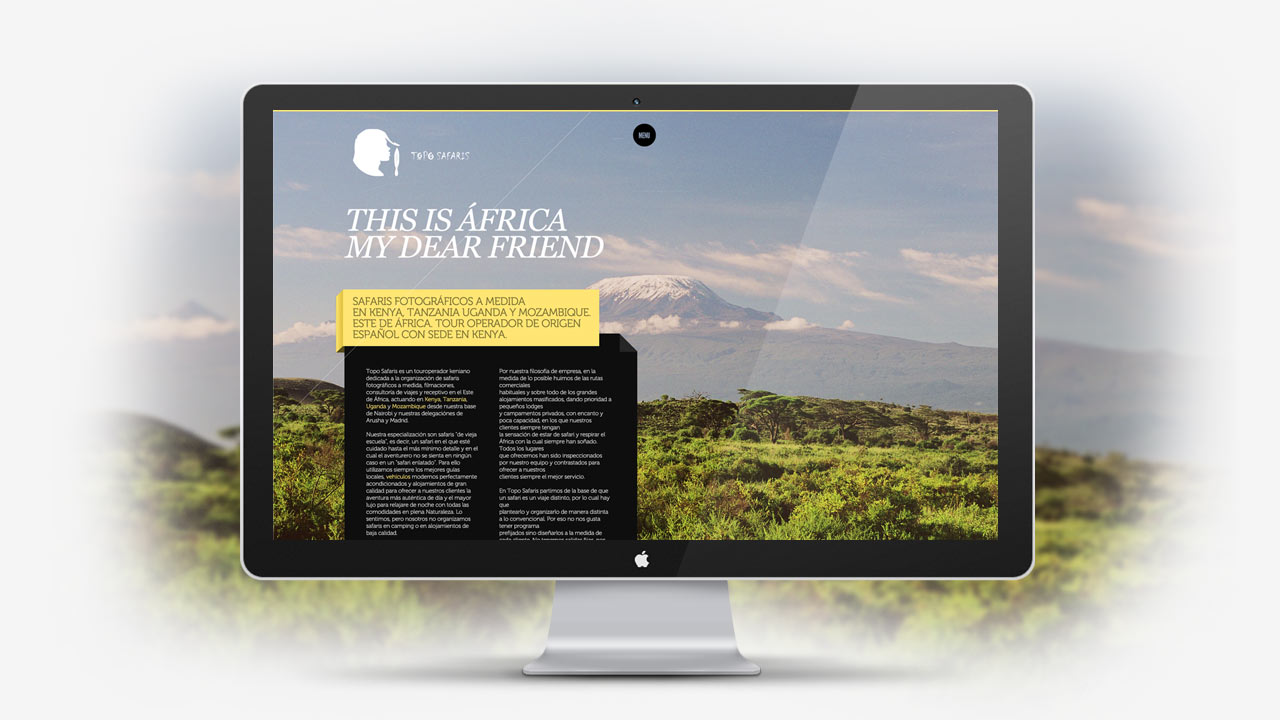 MENU
TOPO SAFARIS
THIS IS ÁFRICA
MY DEAR FRIEND
SAFARIS FOTOGRÁFICOS A MEDIDA
EN KENYA, TANZANIA UGANDA Y MOZAMBIQUE.
ESTE DE ÁFRICA. TOUR OPERADOR DE ORIGEN
ESPAÑOL CON SEDE EN KENYA.
Topo Safaris es un touroperador keniano
dedicada a la organización de safaris
fotográficos a medida, filmaciones,
consultoría de viajes y receptivo en el Este
de África, actuando en Kenya, Tanzania,
Uganda y Mozambique desde nuestra base
de Nairobi y nuestras delegaciónes de
Arusha y Madrid.
Nuestra especialización son safaris "de vieja
escuela", es decir, un safari en el que esté
cuidado hasta el más mínimo detalle y en el
cual el aventurero no se sienta en ningún
caso en un "safari enlatado". Para ello
utilizamos siempre los mejores guías
locales, vehículos modernos perfectamente
acondicionados y alojamientos de gran
calidad para ofrecer a nuestros clientes la
aventura más auténtica de día y el mayor
lujo para relajare de noche con todas las
comodidades en plena Naturaleza. Lo
sentimos, pero nosotros no organizamos
safaris en camping o en alojamientos de
baja calidad.
Por nuestra filosofía de empresa, en la
medida de lo posible huimos de las rutas
comerciales
habituales y sobre todo de los grandes
alojamientos masificados, dando prioridad a
pequeños lodges
y campamentos privados, con encanto y
poca capacidad, en los que nuestros
clientes siempre tengan
la sensación de estar de safari y respirar el
África con la cual siempre han soñado.
Todos los lugares
que ofrecemos han sido inspeccionados
por nuestro equipo y contrastados para
ofrecer a nuestros
clientes siempre el mejor servicio.
En Topo Safaris partimos de la base de que
un safari es un viaje distinto, por lo cual hay
que
plantearlo y organizarlo de manera distinta
a lo convencional. Por eso no nos gusta
tener programa
prefijados sino diseñarlos a la medida de